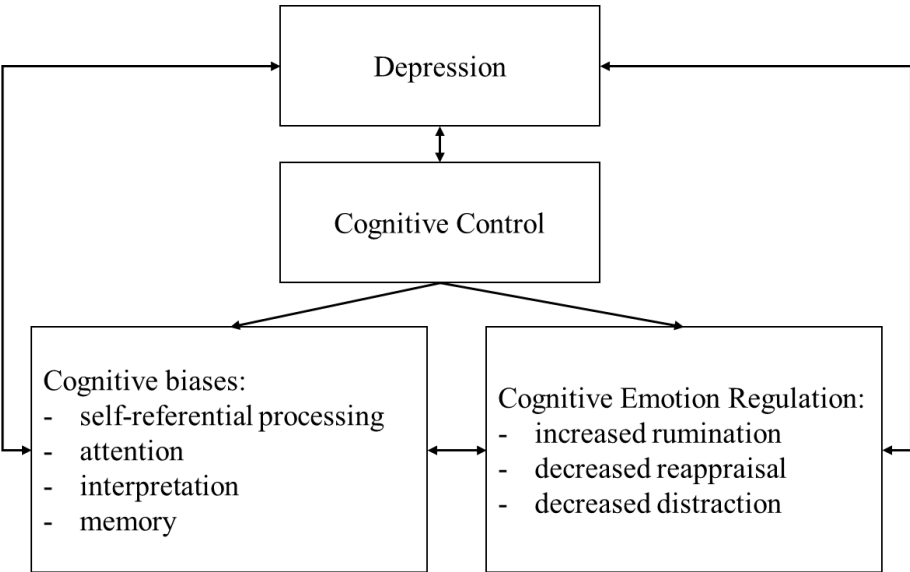 Depression
Cognitive Control
Cognitive biases:
- self-referential processing
- attention
- interpretation
- memory
Cognitive Emotion Regulation:
- increased rumination
- decreased reappraisal
- decreased distraction